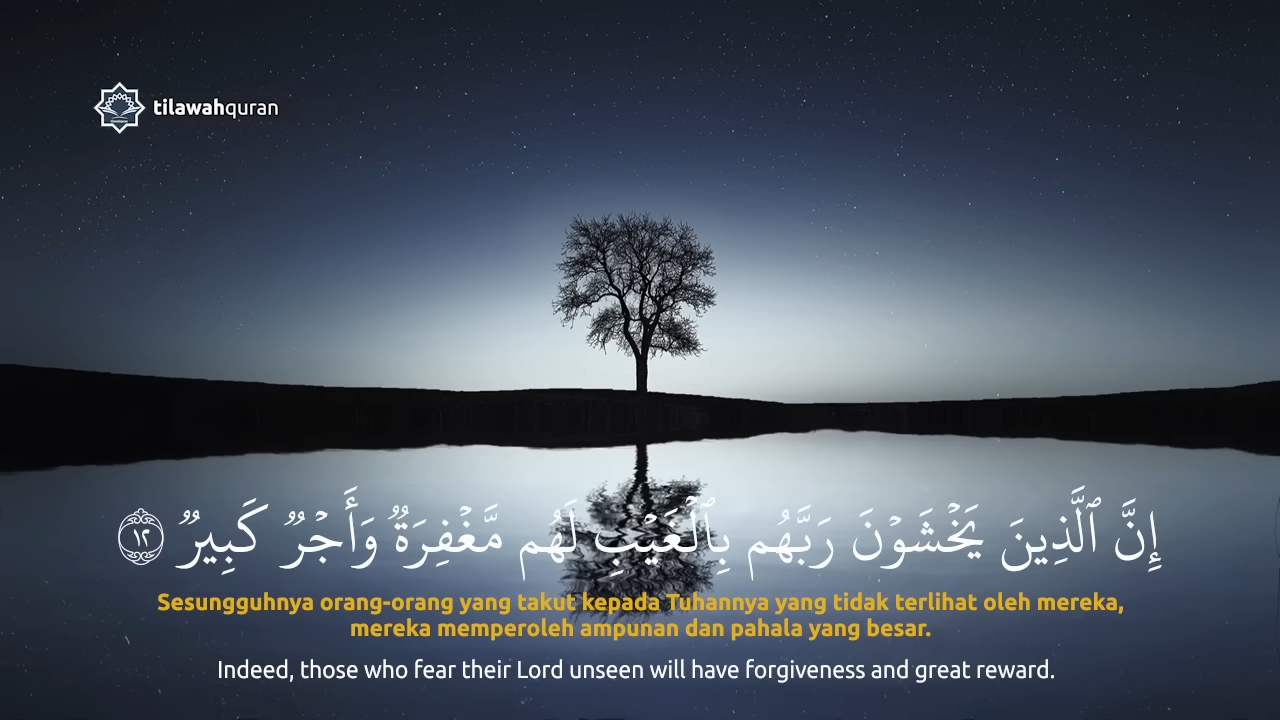 tilawahquran
إِنَّ ٱلَّذِينَ يَخْشَوْنَ رَبَّهُم بِٱلْغَيْبِ لَهُم مَّغْفِرَةٌ وَأَجْرٌ كَبِيرٌ ١٢
Sesungguhnya orang-orang yang takut kepada Tuhannya yang tidak terlihat oleh mereka,
mereka memperoleh ampunan dan pahala yang besar.
Indeed, those who fear their Lord unseen will have forgiveness and great reward.